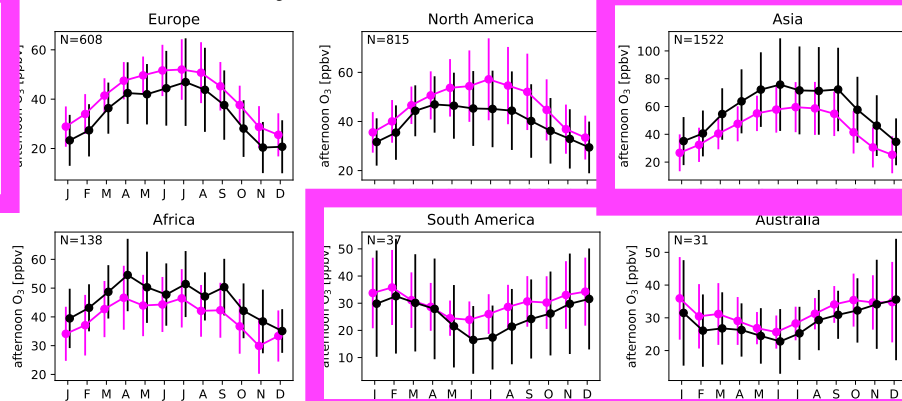 Europe
North America
Asia
N=608
N=815
N=1522
afternoon O₃ [ppbv]
afternoon O₃ [ppbv]
afternoon O₃ [ppbv]
60
40
20
60
40
20
100
80
60
40
20
J F M A M J J A S O N D
J F M A M J J A S O N D
J F M A M J J A S O N D
Africa
South America
Australia
N=138
N=37
N=31
afternoon O₃ [ppbv]
afternoon O₃ [ppbv]
afternoon O₃ [ppbv]
60
50
40
30
20
50
40
30
20
10
50
40
30
20
J F M A M J J A S O N D
J F M A M J J A S O N D
J F M A M J J A S O N D